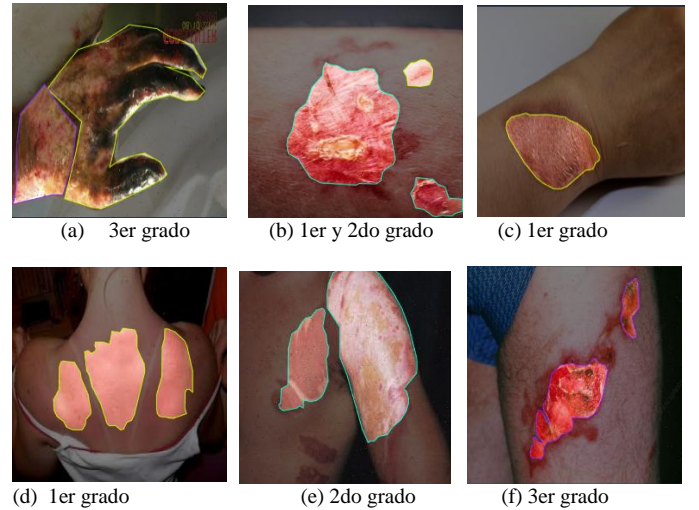 (a) 3er grado
(b) 1er y 2do grado
(c) 1er grado
(d) 1er grado
(e) 2do grado
(f) 3er grado